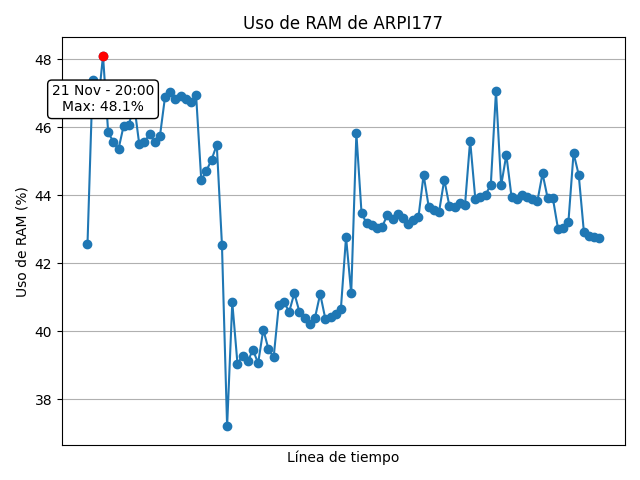 Uso de RAM de ARPI177
48
21 Nov - 20:00
Max: 48.1%
46
44
42
40
38
Uso de RAM (%)
Línea de tiempo